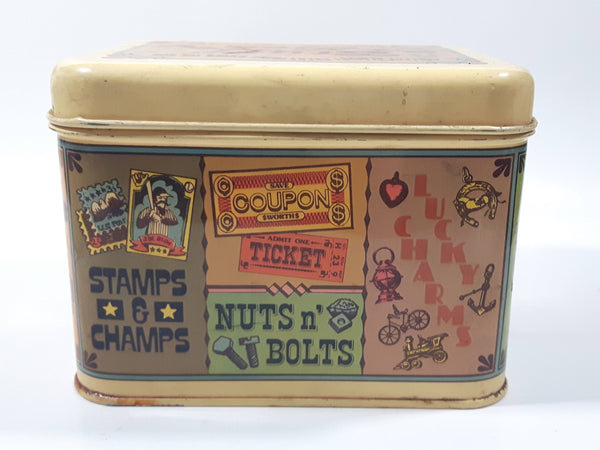 SAVE
COUPON
$WORTH$
ADMIT ONE
TICKET
STAMPS
&
CHAMPS
NUTS n'
BOLTS
LUCKY
CHARMS